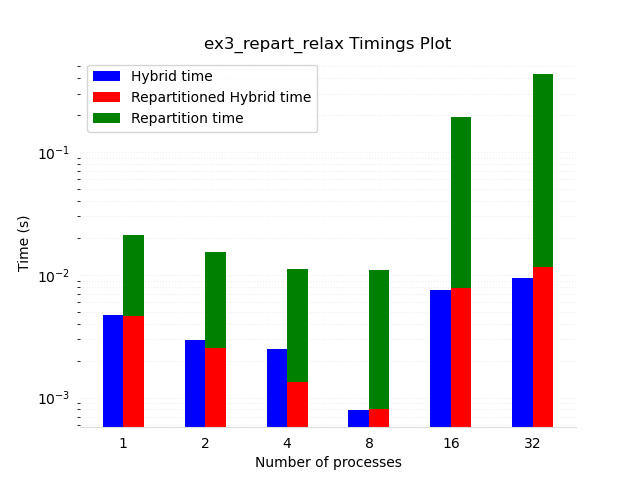 ex3_repart_relax Timings Plot
Hybrid time
Repartitioned Hybrid time
Repartition time
Time (s)
10⁻¹
10⁻²
10⁻³
1 2 4 8 16 32
Number of processes